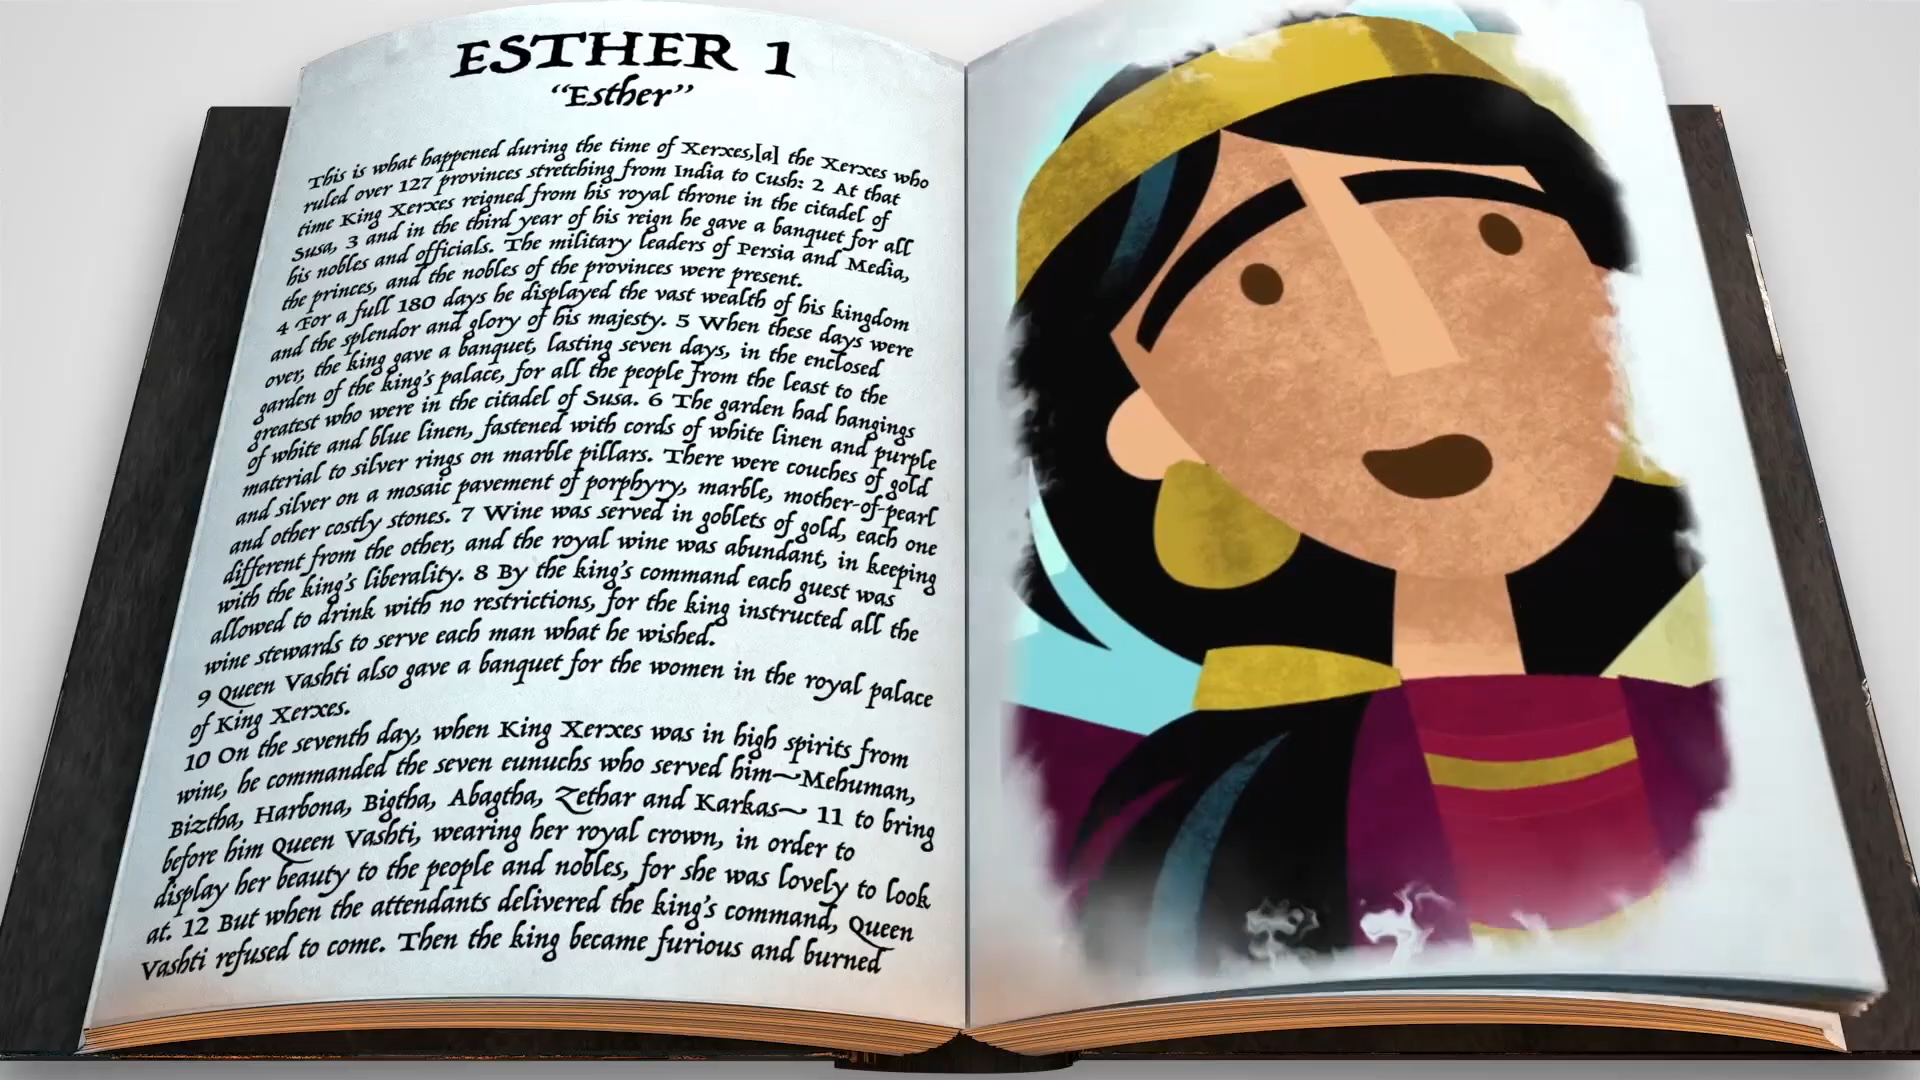 ESTHER 1
“Esther”
This is what happened during the time of Xerxes,[a] the Xerxes who
ruled over 127 provinces stretching from India to Cush: 2 At that
time King Xerxes reigned from his royal throne in the citadel of
Susa, 3 and in the third year of his reign he gave a banquet for all
his nobles and officials. The military leaders of Persia and Media,
the princes, and the nobles of the provinces were present.
4 For a full 180 days he displayed the vast wealth of his kingdom
and the splendor and glory of his majesty. 5 When these days were
over, the king gave a banquet, lasting seven days, in the enclosed
garden of the king’s palace, for all the people from the least to the
greatest who were in the citadel of Susa. 6 The garden had hangings
of white and blue linen, fastened with cords of white linen and purple
material to silver rings on marble pillars. There were couches of gold
and silver on a mosaic pavement of porphyry, marble, mother-of-pearl
and other costly stones. 7 Wine was served in goblets of gold, each one
different from the other, and the royal wine was abundant, in keeping
with the king’s liberality. 8 By the king’s command each guest was
allowed to drink with no restrictions, for the king instructed all the
wine stewards to serve each man what he wished.
9 Queen Vashti also gave a banquet for the women in the royal palace
of King Xerxes.
10 On the seventh day, when King Xerxes was in high spirits from
wine, he commanded the seven eunuchs who served him—Mehuman,
Biztha, Harbona, Bigtha, Abagtha, Zethar and Karkas— 11 to bring
before him Queen Vashti, wearing her royal crown, in order to
display her beauty to the people and nobles, for she was lovely to look
at. 12 But when the attendants delivered the king’s command, Queen
Vashti refused to come. Then the king became furious and burned